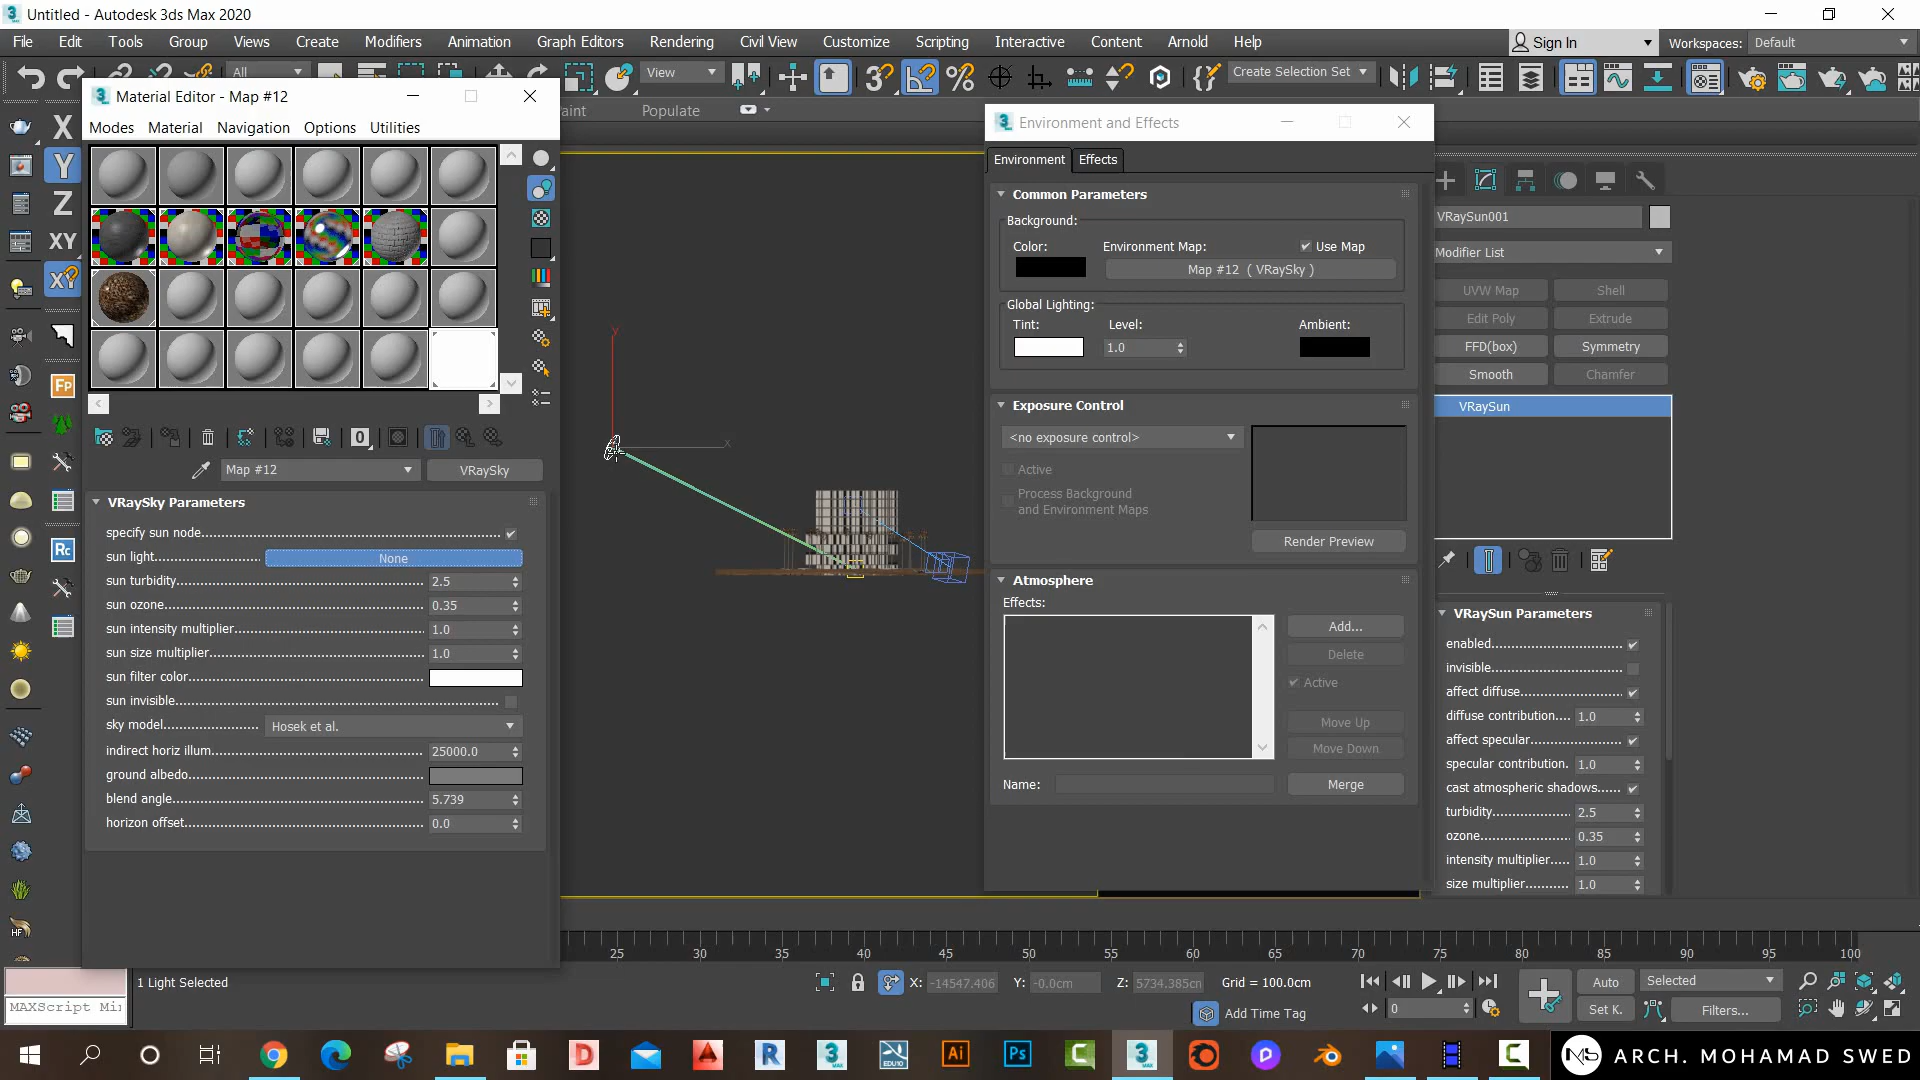 Untitled - Autodesk 3ds Max 2020
File Edit Tools Group Views Create Modifiers Animation Graph Editors Rendering Civil View Customize Scripting Interactive Content Arnold Help
Sign In
Workspaces: Default
All
View
Create Selection Set
Populate
Material Editor - Map #12
Modes Material Navigation Options Utilities
X
Y
Z
XY
XY
Fp
Rc
HF
0
Map #12
VRaySky
VRaySky Parameters
specify sun node
sun light
None
sun turbidity
2.5
sun ozone
0.35
sun intensity multiplier
1.0
sun size multiplier
1.0
sun filter color
sun invisible
sky model
Hosek et al.
indirect horiz illum
25000.0
ground albedo
blend angle
5.739
horizon offset
0.0
y
x
Environment and Effects
Environment Effects
Common Parameters
Background:
Color:
Environment Map:
Use Map
Map #12 ( VRaySky )
Global Lighting:
Tint:
Level:
Ambient:
1.0
Exposure Control
<no exposure control>
Active
Process Background
and Environment Maps
Render Preview
Atmosphere
Effects:
Add...
Delete
Active
Move Up
Move Down
Name:
Merge
VRaySun001
Modifier List
UVW Map Shell
Edit Poly Extrude
FFD(box) Symmetry
Smooth Chamfer
VRaySun
VRaySun Parameters
enabled
invisible
affect diffuse
diffuse contribution.... 1.0
affect specular
specular contribution. 1.0
cast atmospheric shadows
turbidity
2.5
ozone
0.35
intensity multiplier..... 1.0
size multiplier
1.0
25 30 35 40 45 50 55 60 65 70 75 80 85 90 95 100
MAXScript Mi
1 Light Selected
X: -14547.406 Y: -0.0cm Z: 5734.385cm Grid = 100.0cm
Add Time Tag
0
Auto
Selected
Set K.
Filters...
ARCH. MOHAMAD SWED